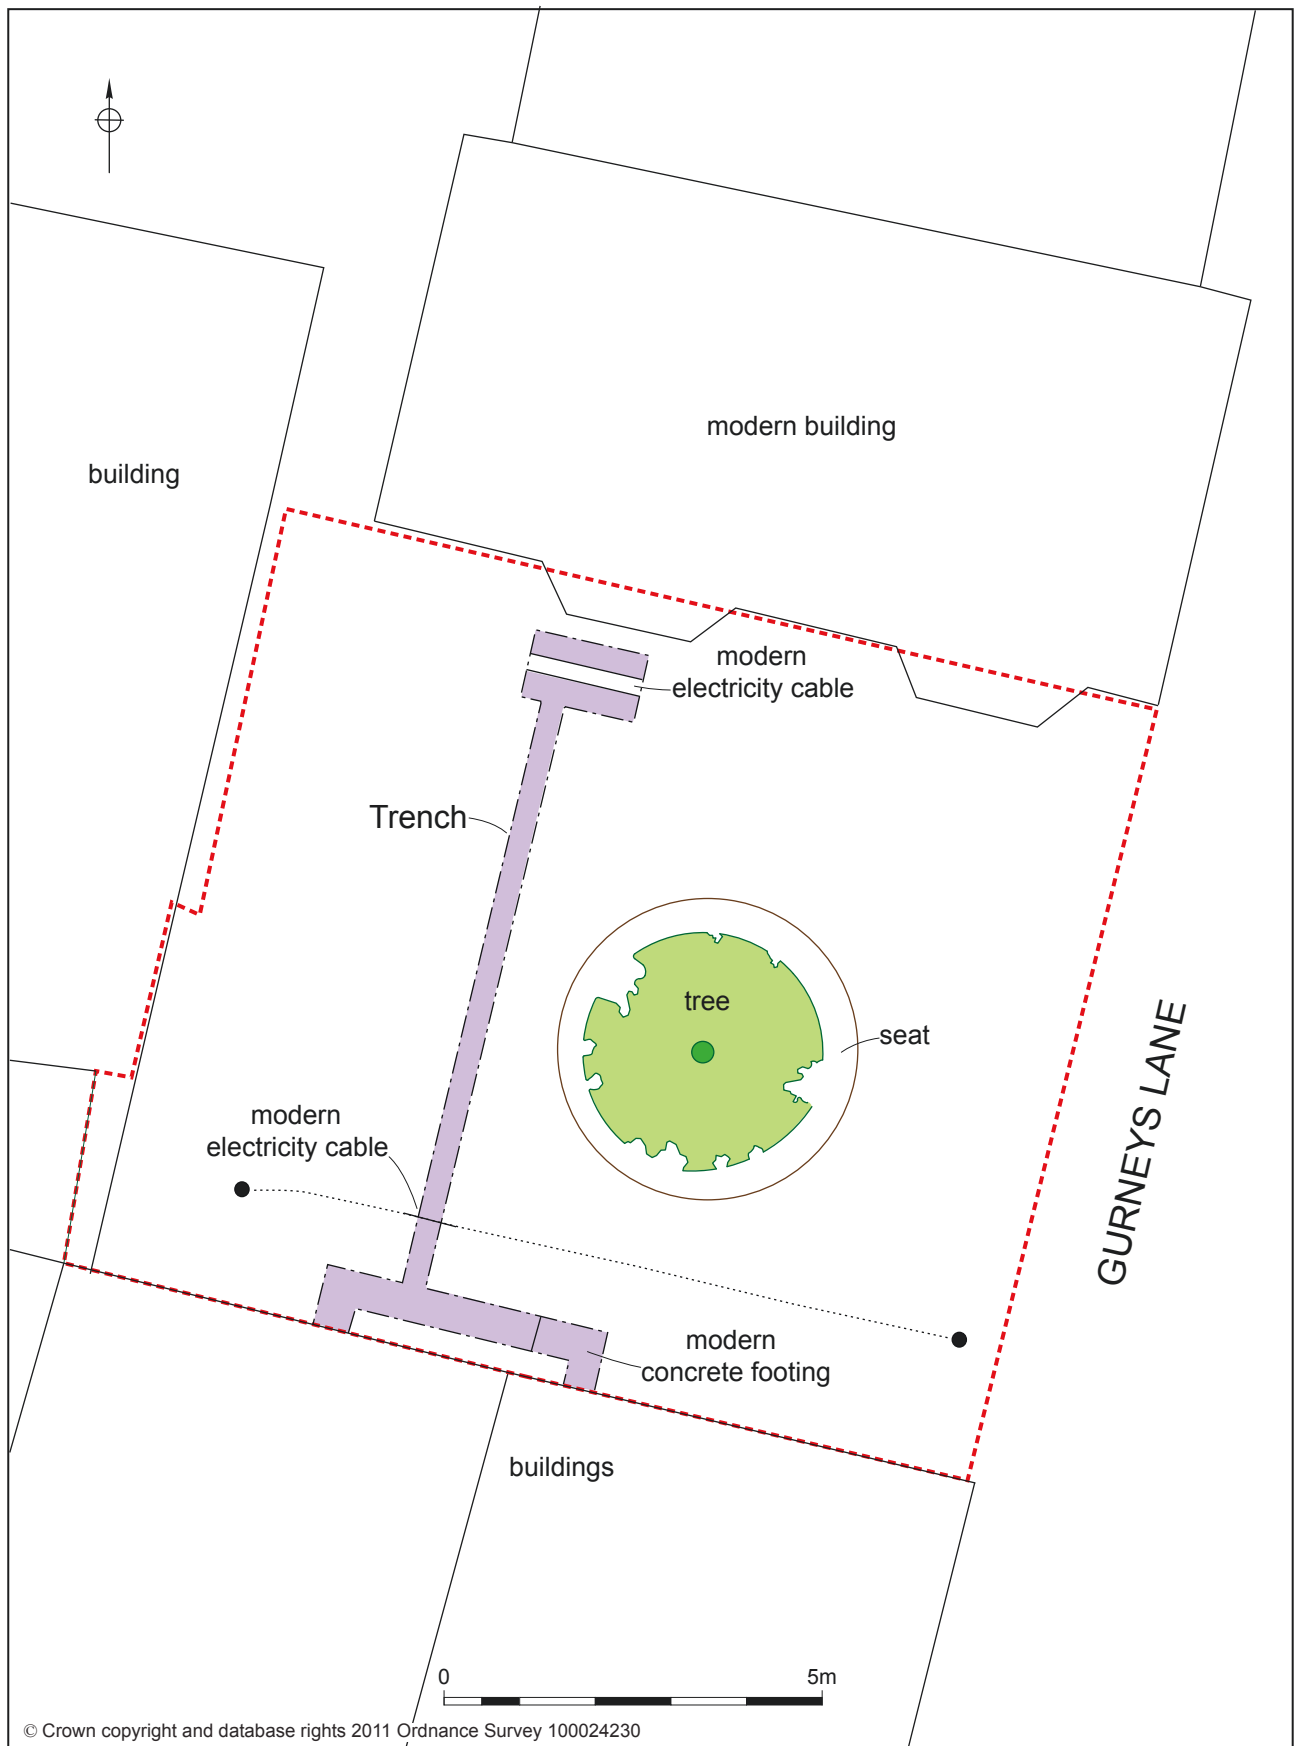 modern building
building
modern
electricity cable
Trench
tree
seat
GURNEYS LANE
modern
electricity cable
modern
concrete footing
buildings
0
5m
© Crown copyright and database rights 2011 Ordnance Survey 100024230